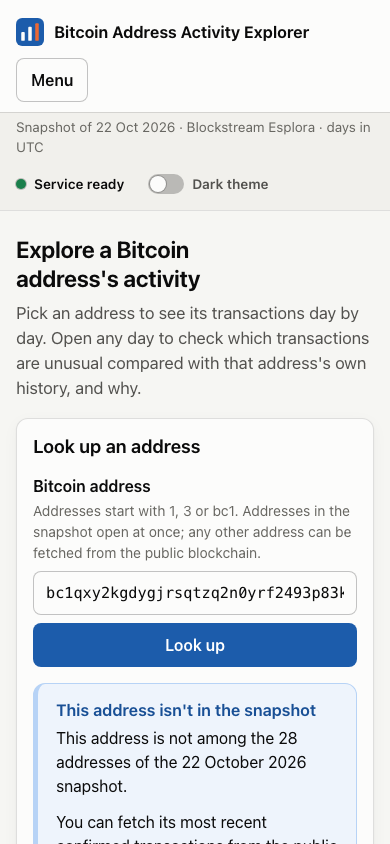 Bitcoin Address Activity Explorer
Menu
Snapshot of 22 Oct 2026 · Blockstream Esplora · days in
UTC
Service ready
Dark theme
Explore a Bitcoin
address's activity
Pick an address to see its transactions day by
day. Open any day to check which transactions
are unusual compared with that address's own
history, and why.
Look up an address
Bitcoin address
Addresses start with 1, 3 or bc1. Addresses in the
snapshot open at once; any other address can be
fetched from the public blockchain.
bc1qxy2kgdygjrsqtzq2n0yrf2493p83k
Look up
This address isn't in the snapshot
This address is not among the 28
addresses of the 22 October 2026
snapshot.
You can fetch its most recent
confirmed transactions from the public